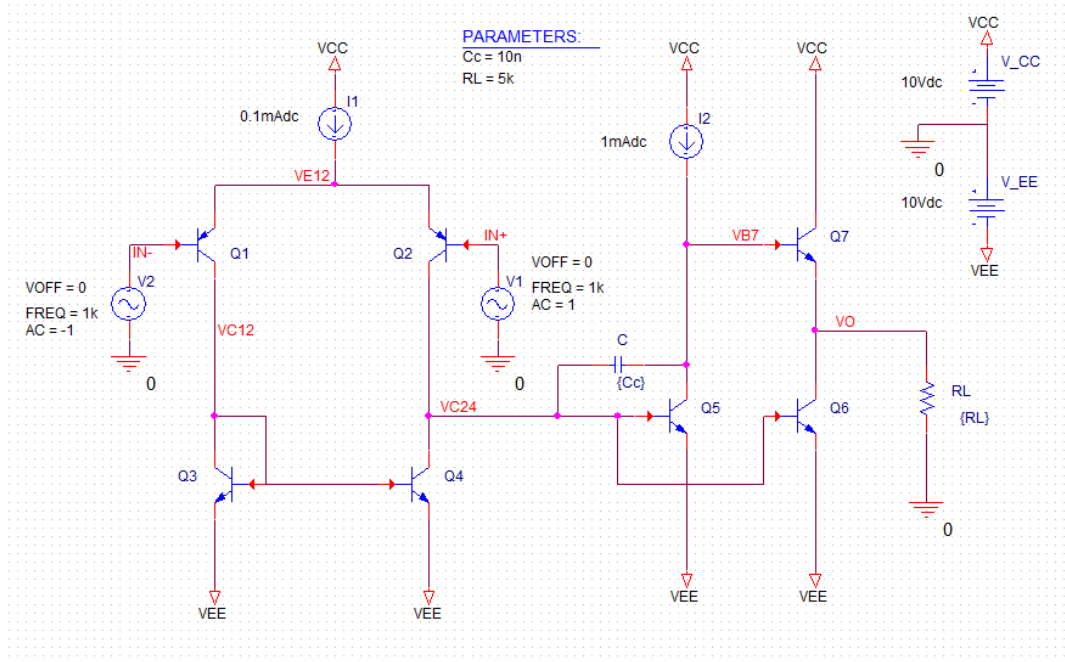 PARAMETERS:
Cc = 10n
RL = 5k
VCC
I1
0.1mAdc
VE12
Q1
IN-
V2
VOFF = 0
FREQ = 1k
AC = -1
0
VC12
Q2
IN+
V1
VOFF = 0
FREQ = 1k
AC = 1
0
VC24
Q3
Q4
VEE
VEE
VCC
I2
1mAdc
VCC
VB7
Q7
C
{Cc}
Q5
Q6
VO
RL
{RL}
0
VEE
VEE
VCC
V_CC
10Vdc
0
V_EE
10Vdc
VEE